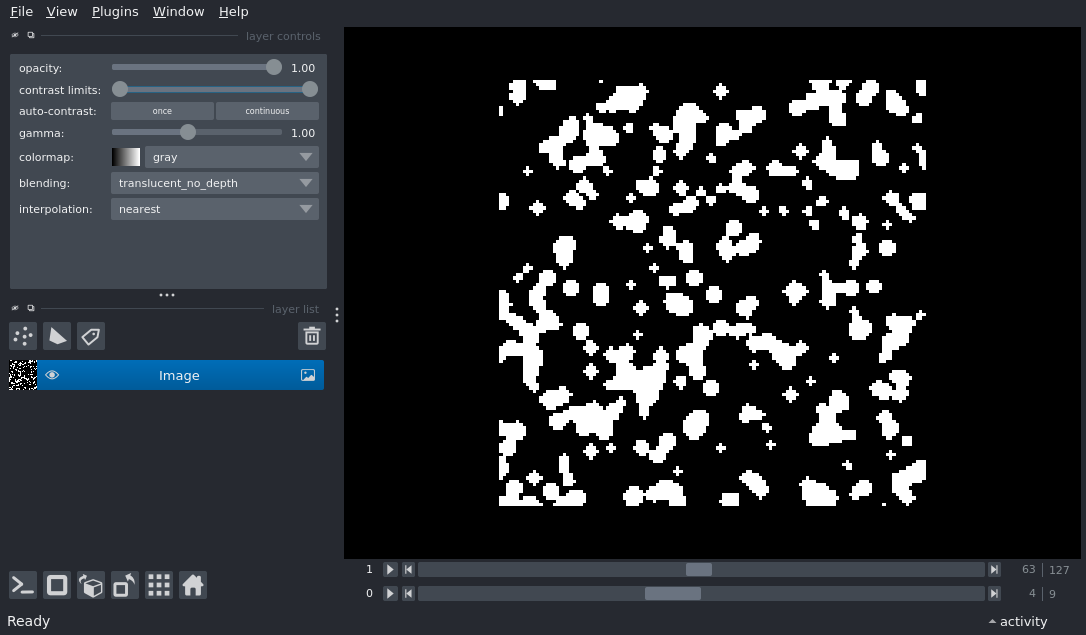 File View Plugins Window Help
layer controls
opacity: 1.00
contrast limits:
auto-contrast: once continuous
gamma: 1.00
colormap: gray
blending: translucent_no_depth
interpolation: nearest
layer list
Image
1 63 127
0 4 9
Ready activity